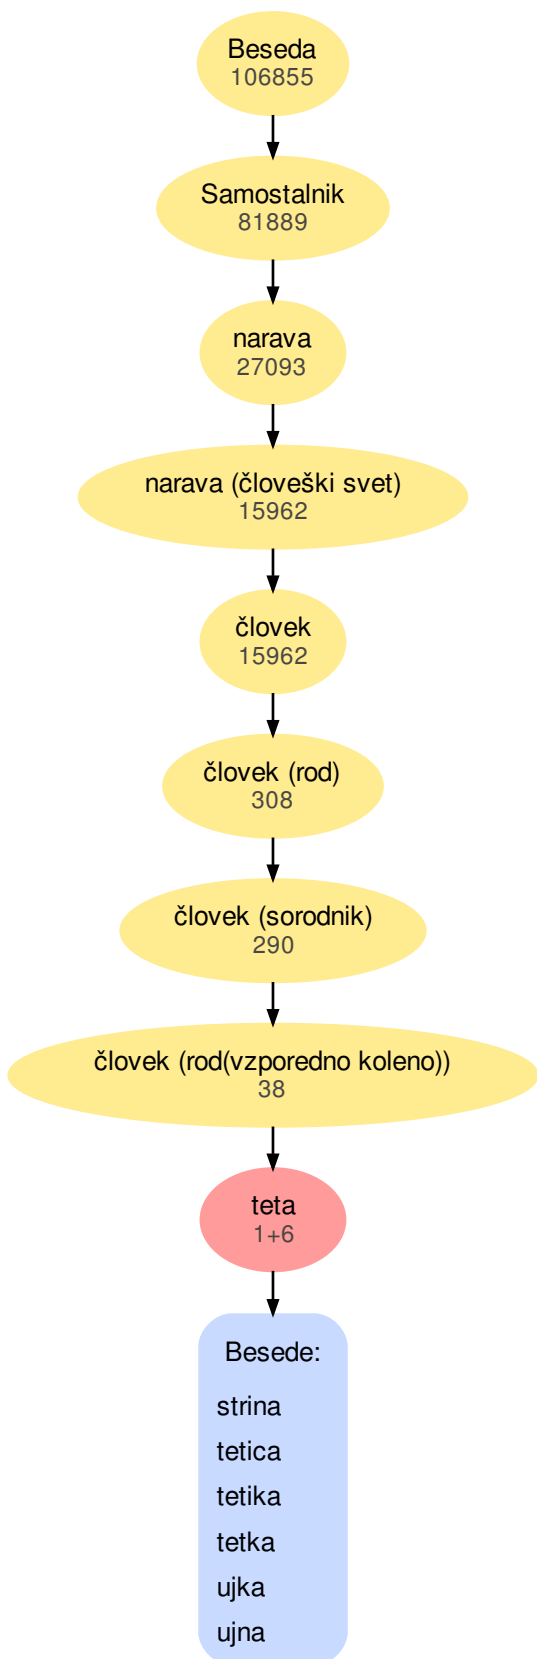 Beseda
106855
Samostalnik
81889
narava
27093
narava (človeški svet)
15962
človek
15962
človek (rod)
308
človek (sorodnik)
290
človek (rod(vzporedno koleno))
38
teta
1+6
Besede:
strina
tetica
tetika
tetka
ujka
ujna